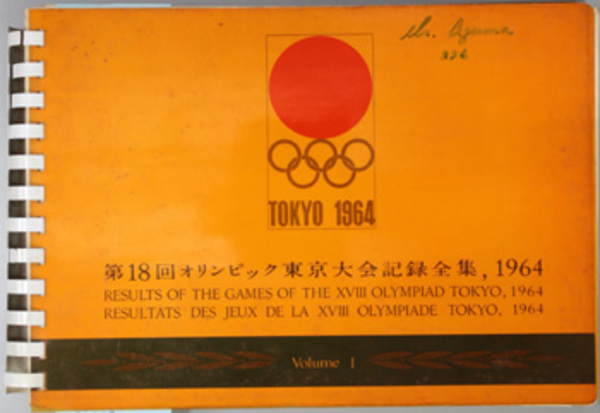 TOKYO 1964
第18回オリンピック東京大会記録全集, 1964
RESULTS OF THE GAMES OF THE XVIII OLYMPIAD TOKYO, 1964
RESULTATS DES JEUX DE LA XVIII OLYMPIADE TOKYO, 1964
Volume I